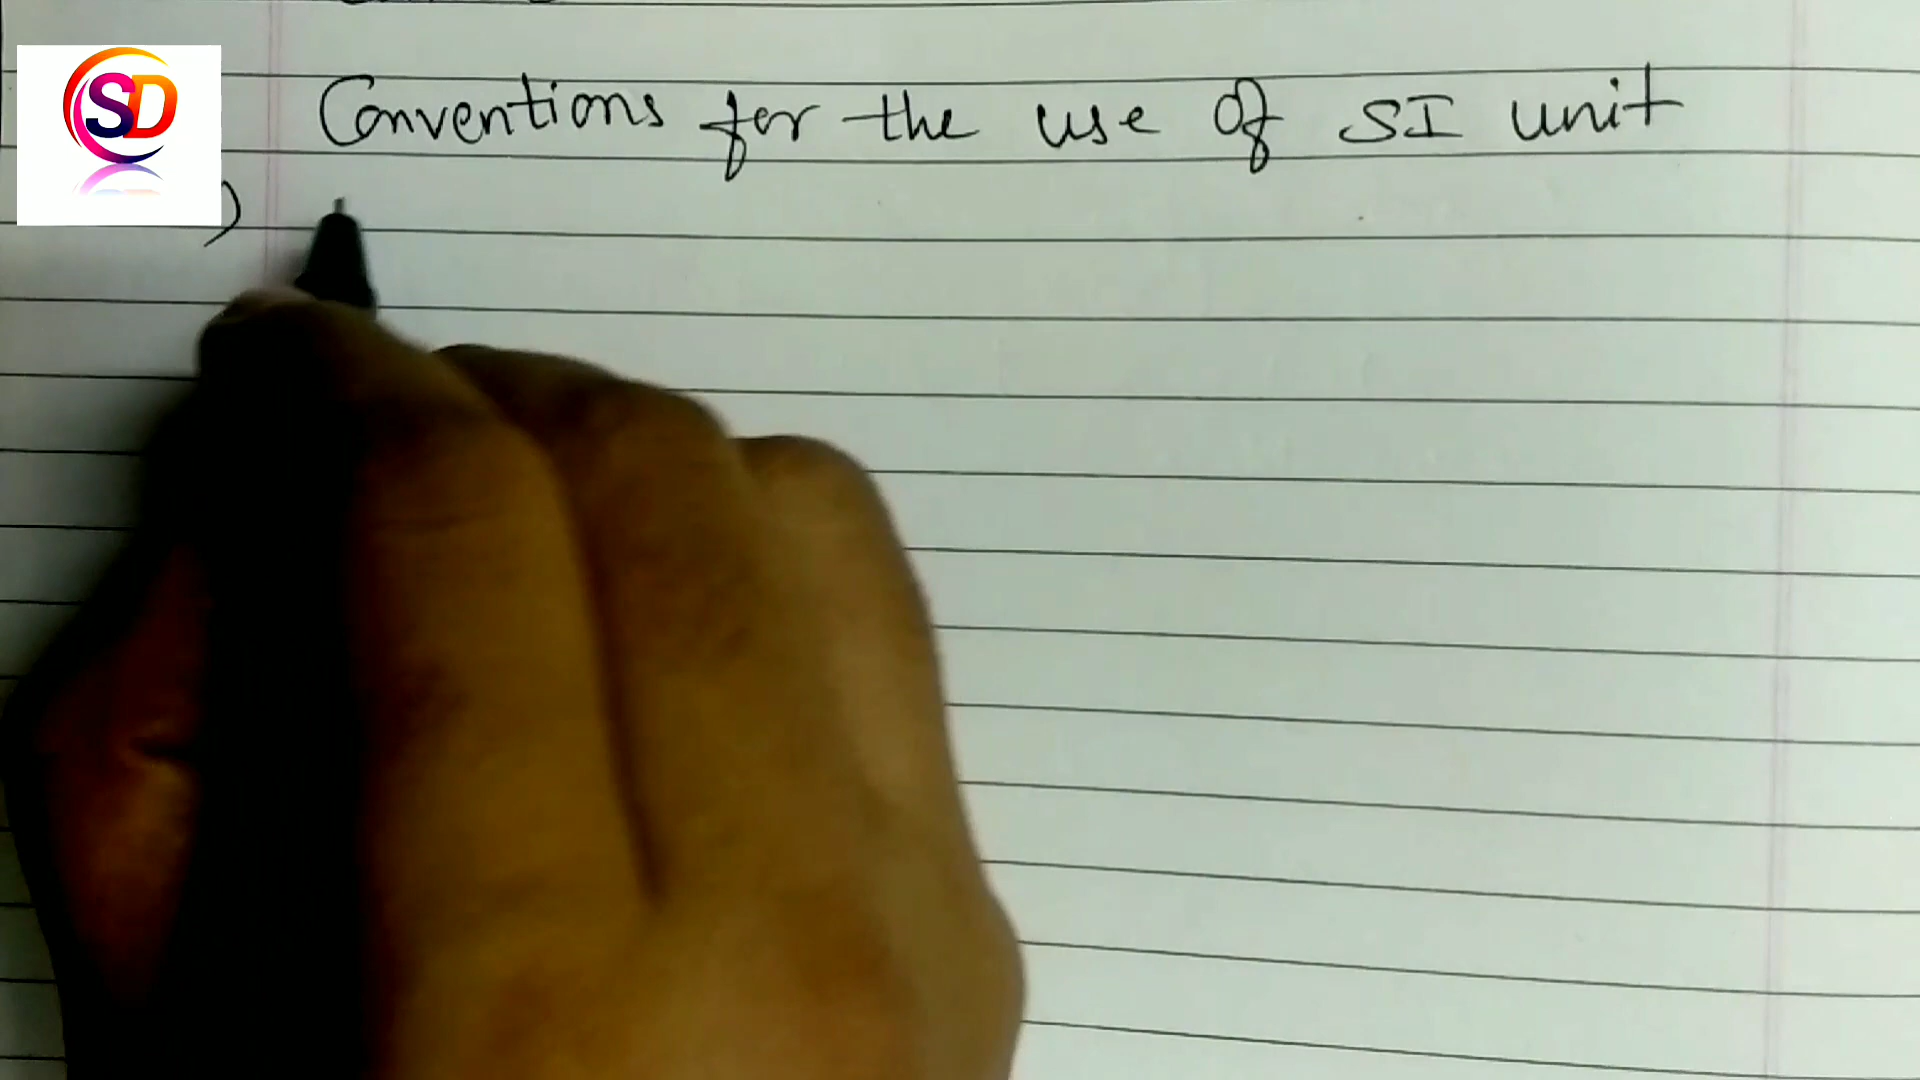 SD
Conventions for the use of SI unit
)